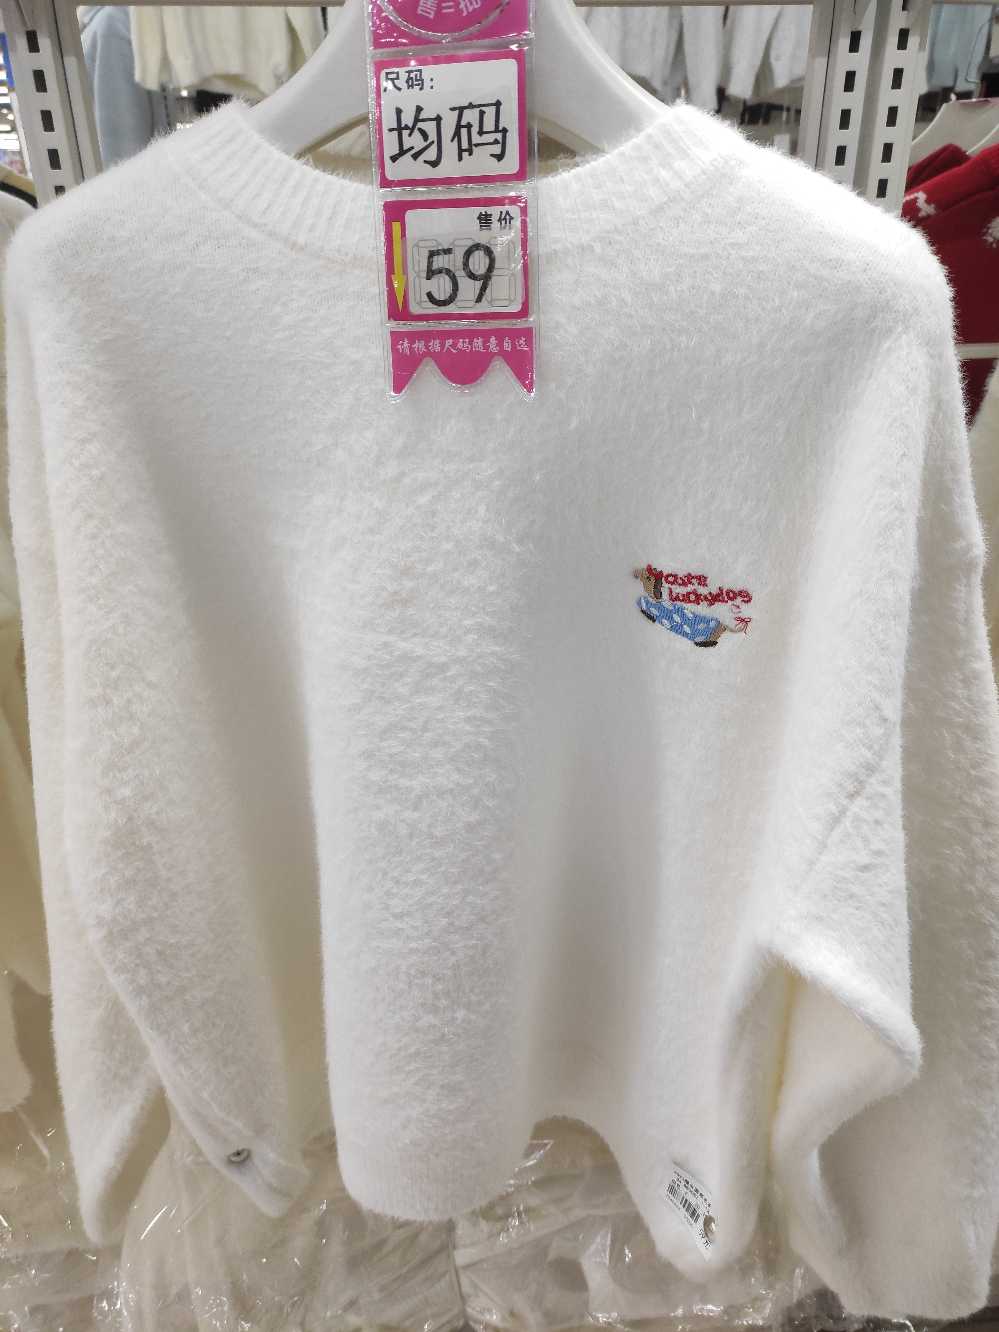 尺码:
均码
售价
59
请根据尺码随意自选
cute
luckydog